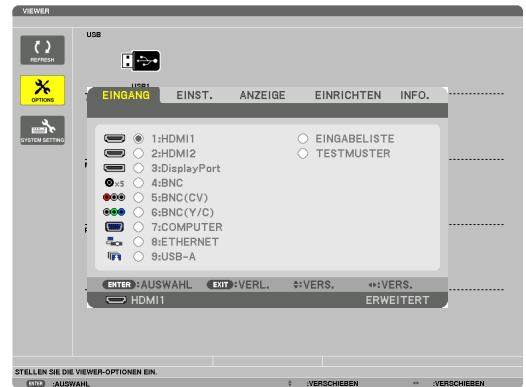 VIEWER
USB
REFRESH
USB1
OPTIONS
EINGANG EINST. ANZEIGE EINRICHTEN INFO.
SYSTEM SETTING
1:HDMI1 EINGABELISTE
2:HDMI2 TESTMUSTER
3:DisplayPort
×5 4:BNC
5:BNC(CV)
6:BNC(Y/C)
7:COMPUTER
8:ETHERNET
9:USB-A
ENTER :AUSWAHL EXIT :VERL. :VERS. :VERS.
HDMI1 ERWEITERT
STELLEN SIE DIE VIEWER-OPTIONEN EIN.
ENTER :AUSWAHL :VERSCHIEBEN :VERSCHIEBEN